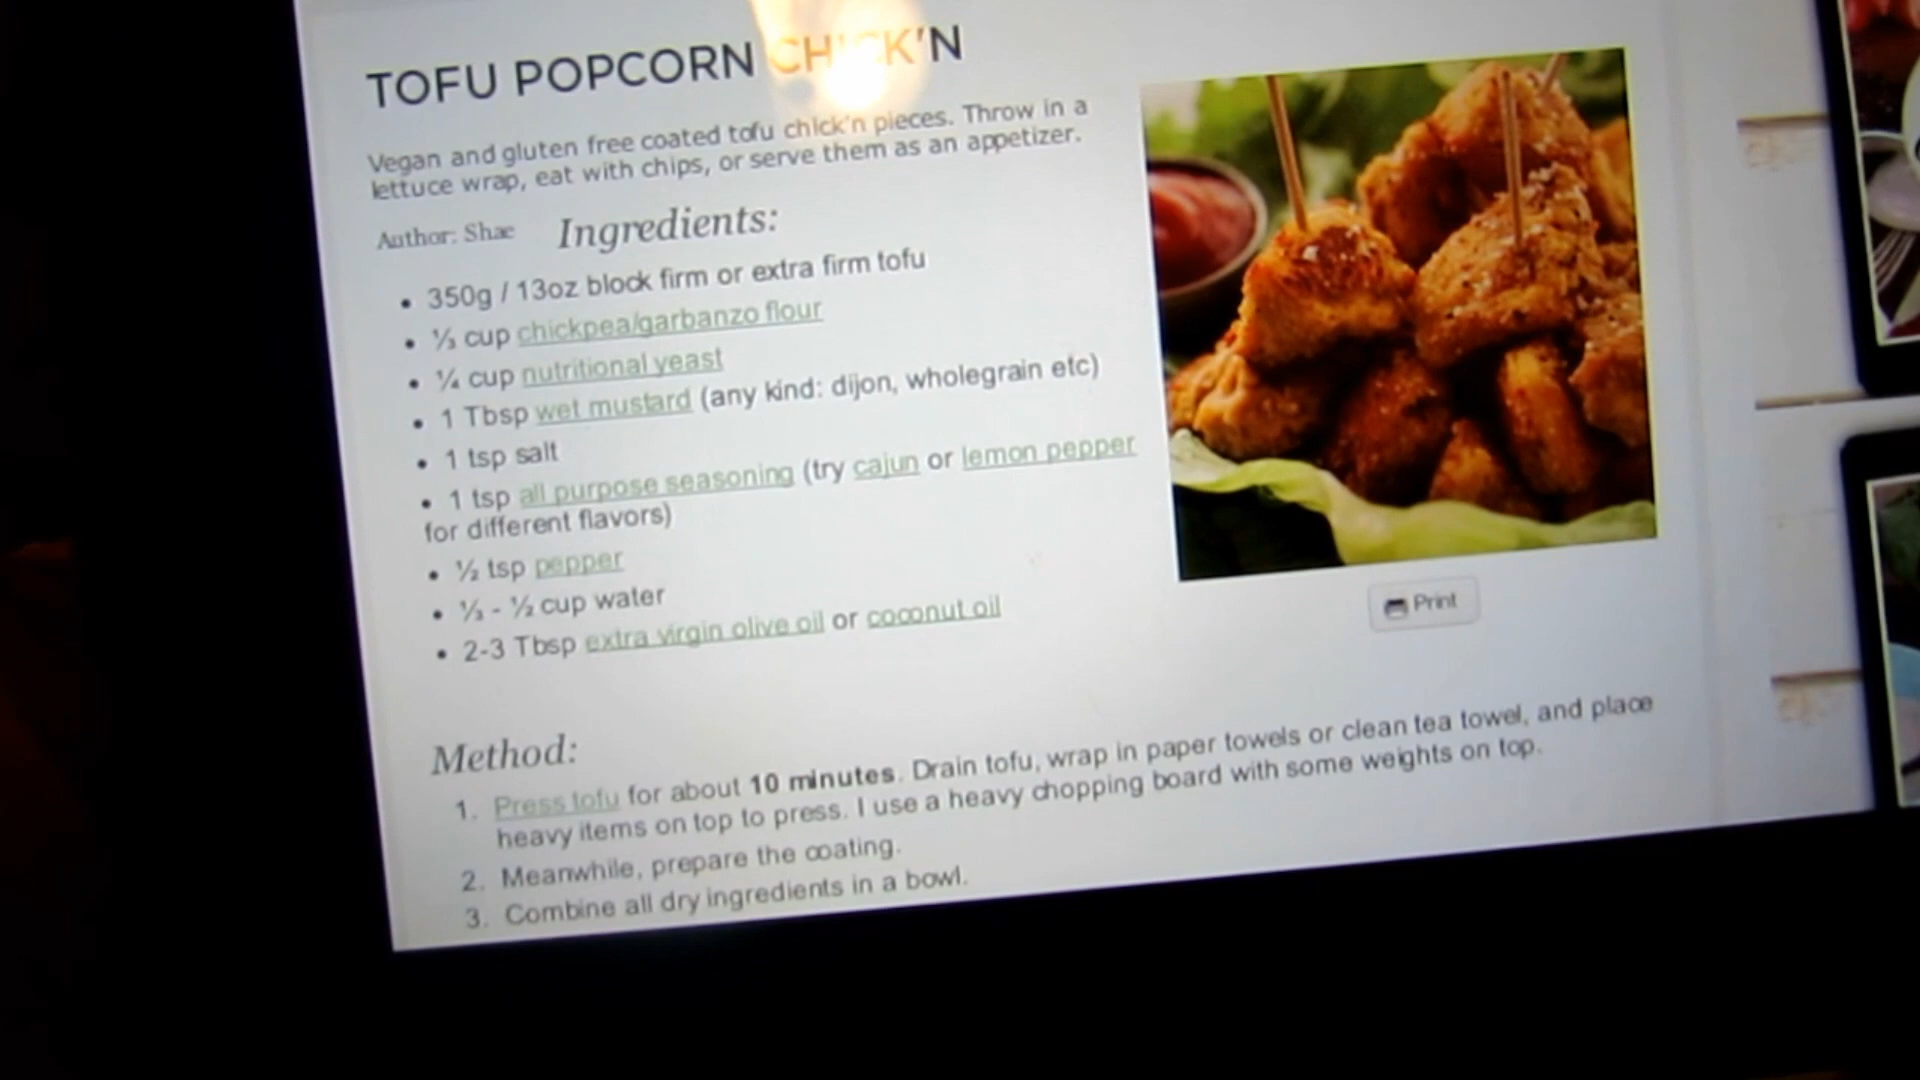 TOFU POPCORN CHICK'N
Vegan and gluten free coated tofu chick'n pieces. Throw in a
lettuce wrap, eat with chips, or serve them as an appetizer.
Author: Shae
Ingredients:
• 350g / 13oz block firm or extra firm tofu
• ⅓ cup chickpea/garbanzo flour
• ¼ cup nutritional yeast
• 1 Tbsp wet mustard (any kind: dijon, wholegrain etc)
• 1 tsp salt
• 1 tsp all purpose seasoning (try cajun or lemon pepper
for different flavors)
• ½ tsp pepper
• ⅓ - ½ cup water
• 2-3 Tbsp extra virgin olive oil or coconut oil
Print
Method:
1. Press tofu for about 10 minutes. Drain tofu, wrap in paper towels or clean tea towel, and place
heavy items on top to press. I use a heavy chopping board with some weights on top.
2. Meanwhile, prepare the coating.
3. Combine all dry ingredients in a bowl.